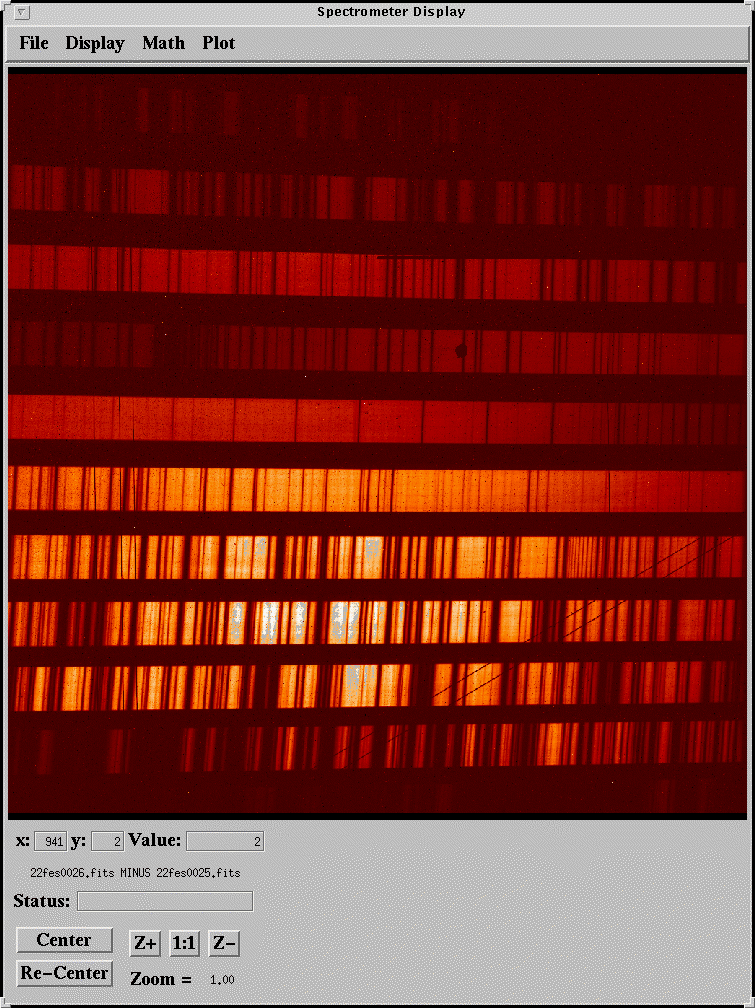 Spectrometer Display
File Display Math Plot
x: 941 y: 2 Value: 2
22fes0026.fits MINUS 22fes0025.fits
Status:
Center Z+ 1:1 Z−
Re−Center Zoom = 1.00